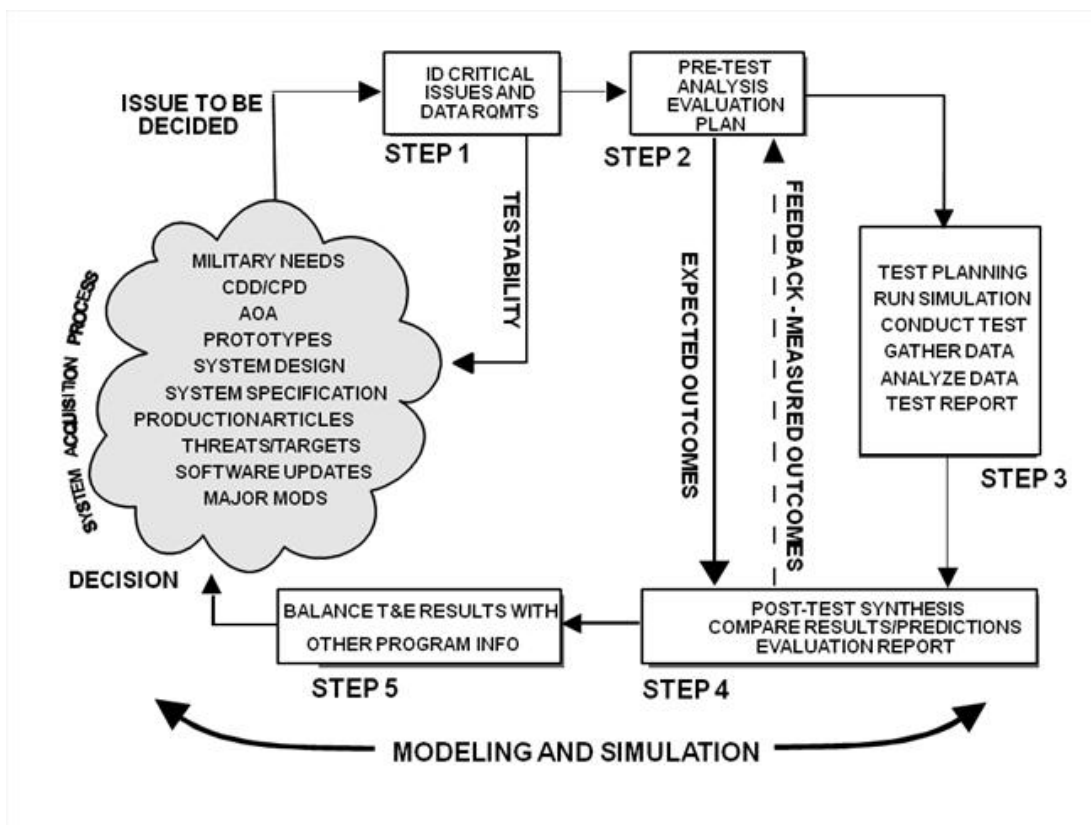 ISSUE TO BE
DECIDED
ID CRITICAL
ISSUES AND
DATA RQMTS
STEP 1
PRE-TEST
ANALYSIS
EVALUATION
PLAN
STEP 2
TESTABILITY
EXPECTED OUTCOMES
FEEDBACK - MEASURED OUTCOMES
TEST PLANNING
RUN SIMULATION
CONDUCT TEST
GATHER DATA
ANALYZE DATA
TEST REPORT
STEP 3
SYSTEM ACQUISITION PROCESS
MILITARY NEEDS
CDD/CPD
AOA
PROTOTYPES
SYSTEM DESIGN
SYSTEM SPECIFICATION
PRODUCTION ARTICLES
THREATS/TARGETS
SOFTWARE UPDATES
MAJOR MODS
DECISION
BALANCE T&E RESULTS WITH
OTHER PROGRAM INFO
STEP 5
POST-TEST SYNTHESIS
COMPARE RESULTS/PREDICTIONS
EVALUATION REPORT
STEP 4
MODELING AND SIMULATION